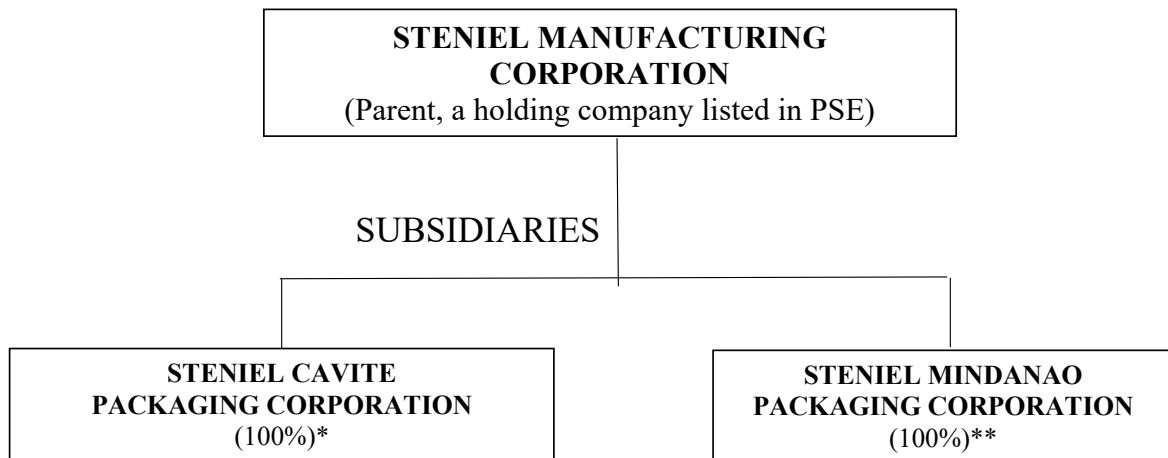 STENIEL MANUFACTURING
CORPORATION
(Parent, a holding company listed in PSE)
SUBSIDIARIES
STENIEL CAVITE
PACKAGING CORPORATION
(100%)*
STENIEL MINDANAO
PACKAGING CORPORATION
(100%)**